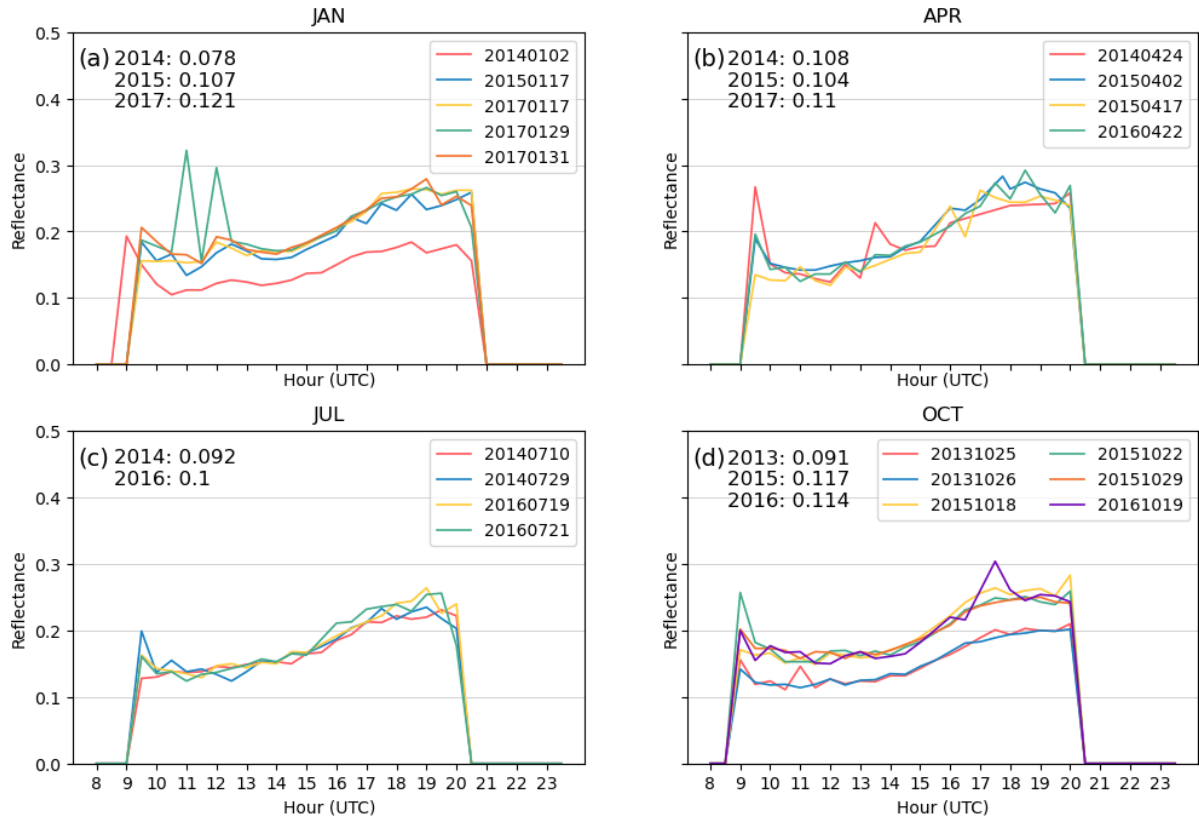 JAN
(a) 2014: 0.078
2015: 0.107
2017: 0.121
20140102
20150117
20170117
20170129
20170131
0.5
0.4
0.3
0.2
0.1
0.0
Reflectance
Hour (UTC)
APR
(b) 2014: 0.108
2015: 0.104
2017: 0.11
20140424
20150402
20150417
20160422
Reflectance
Hour (UTC)
JUL
(c) 2014: 0.092
2016: 0.1
20140710
20140729
20160719
20160721
0.5
0.4
0.3
0.2
0.1
0.0
Reflectance
8 9 10 11 12 13 14 15 16 17 18 19 20 21 22 23
Hour (UTC)
OCT
(d) 2013: 0.091
2015: 0.117
2016: 0.114
20131025 20151022
20131026 20151029
20151018 20161019
Reflectance
8 9 10 11 12 13 14 15 16 17 18 19 20 21 22 23
Hour (UTC)